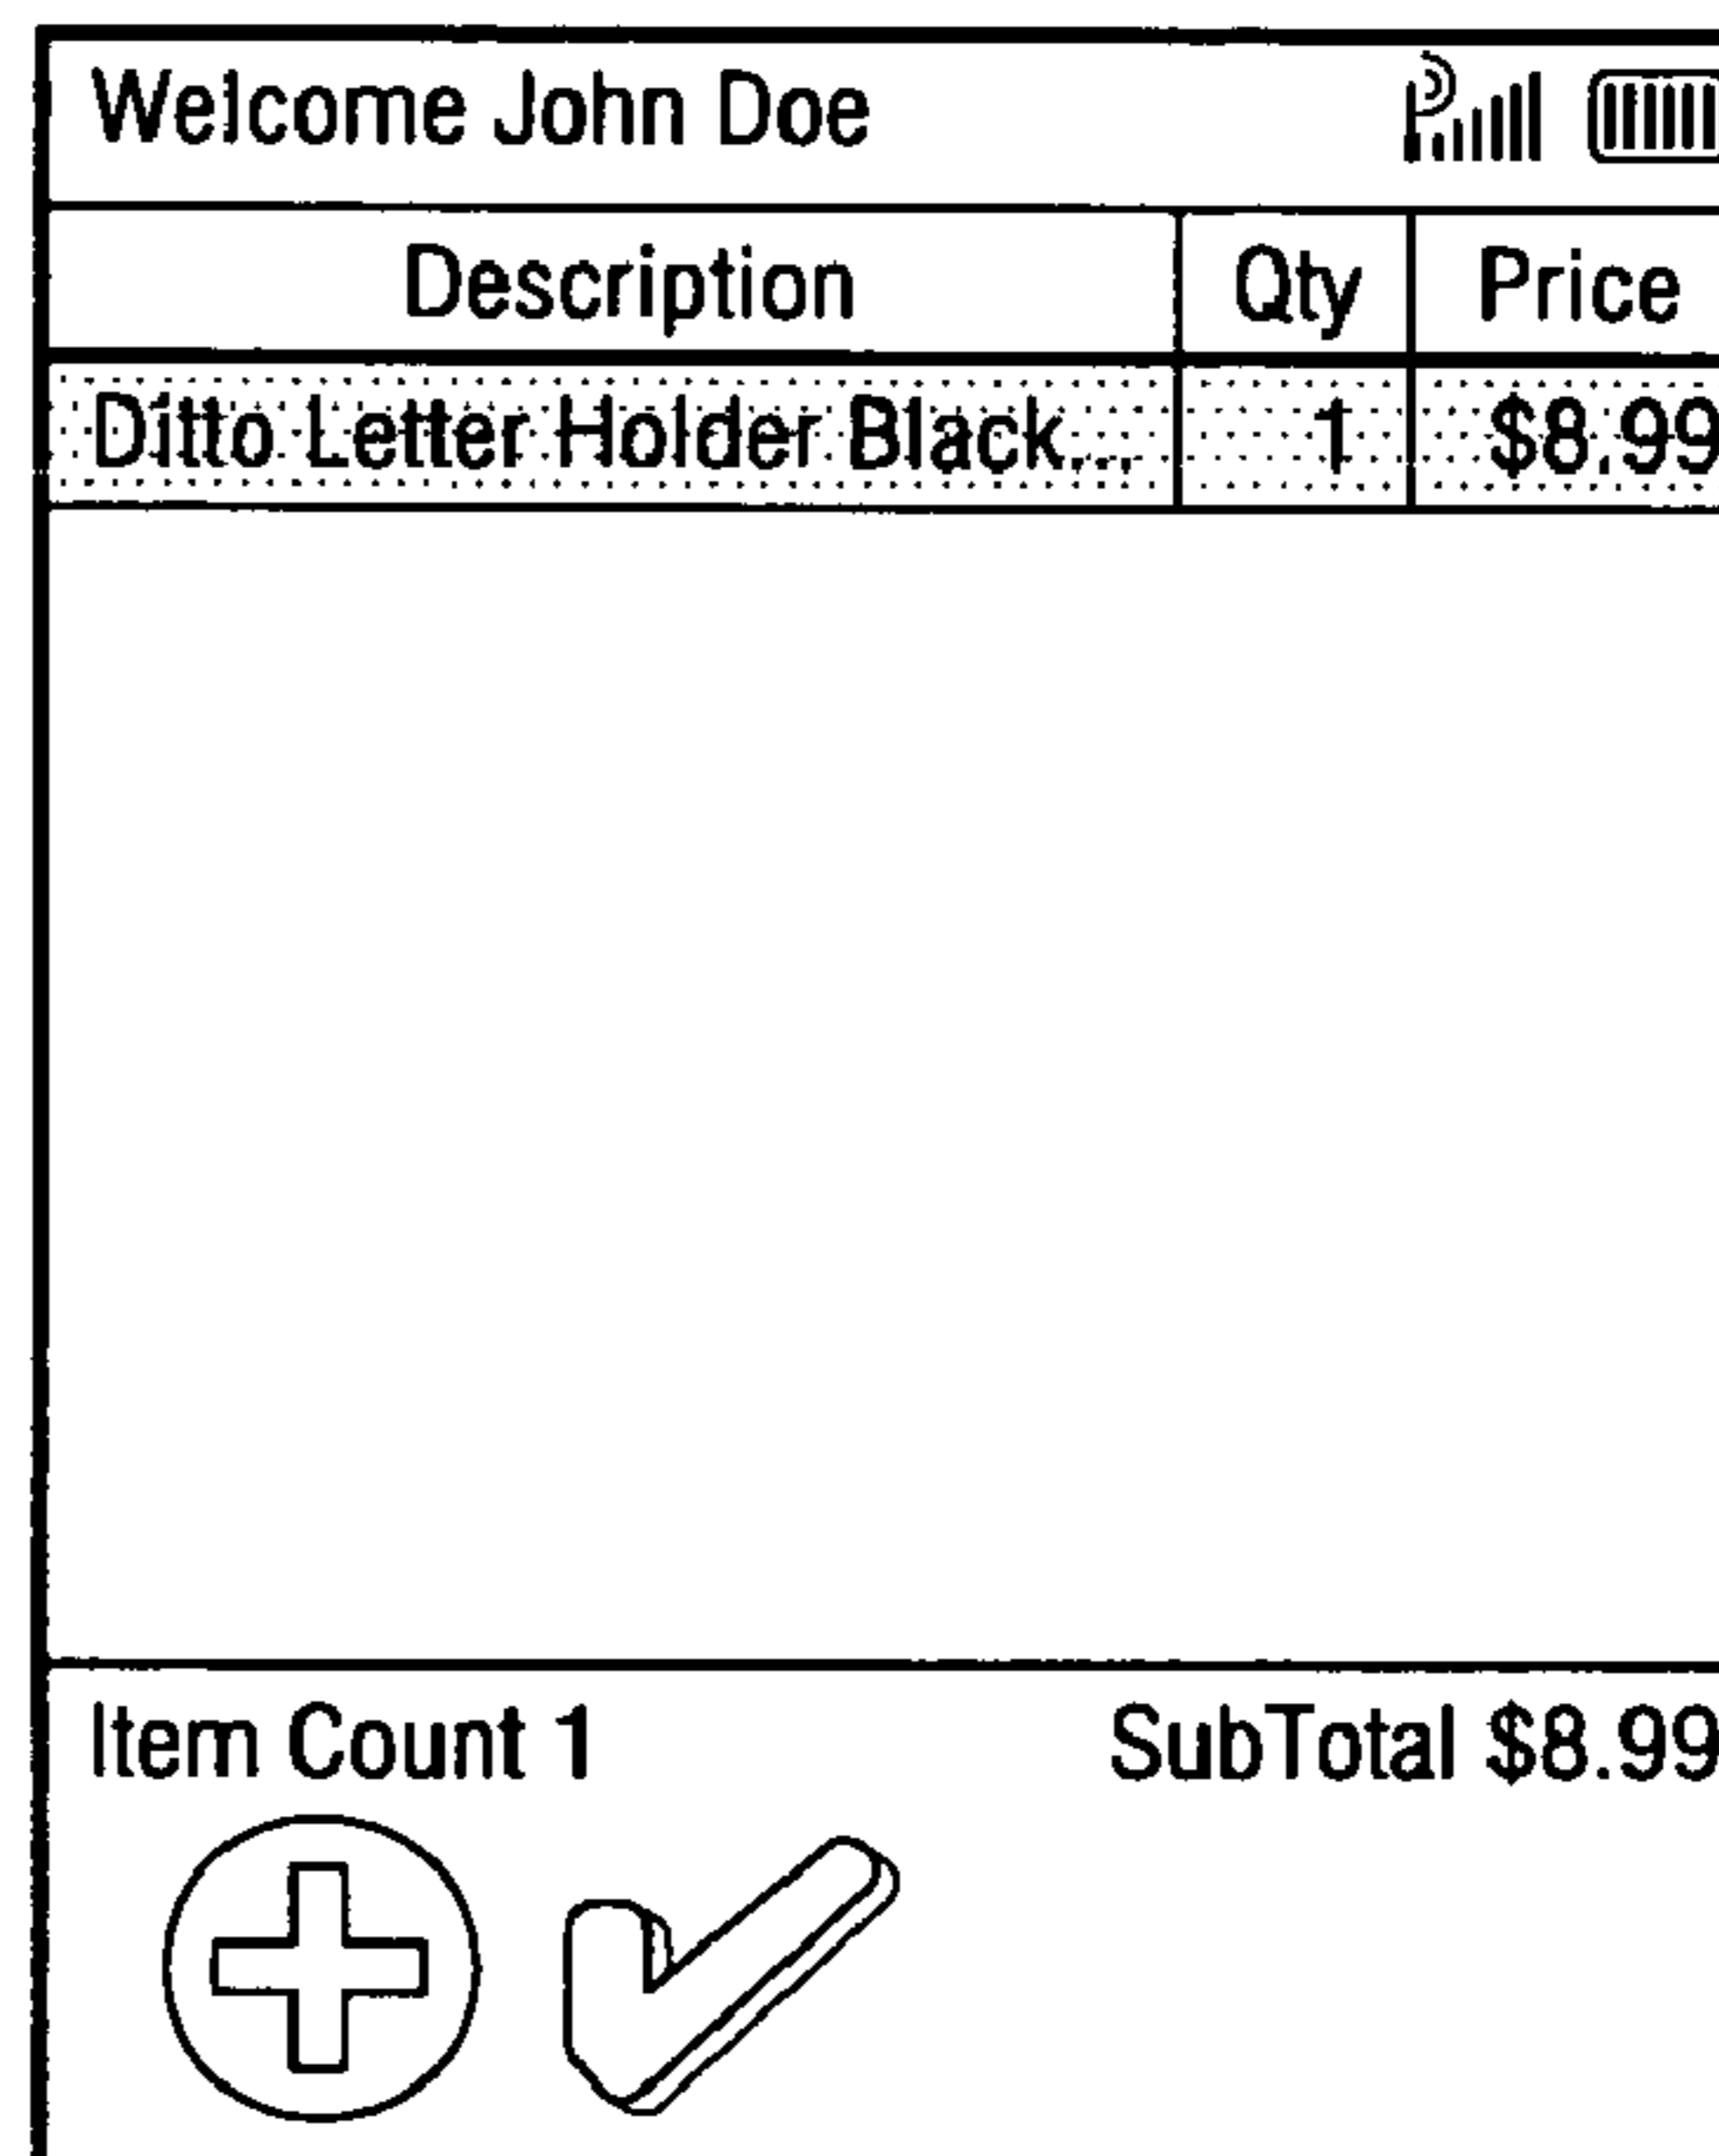 Welcome John Doe
Description Qty Price
Ditto Letter Holder Black... 1 $8.99
Item Count 1 SubTotal $8.99